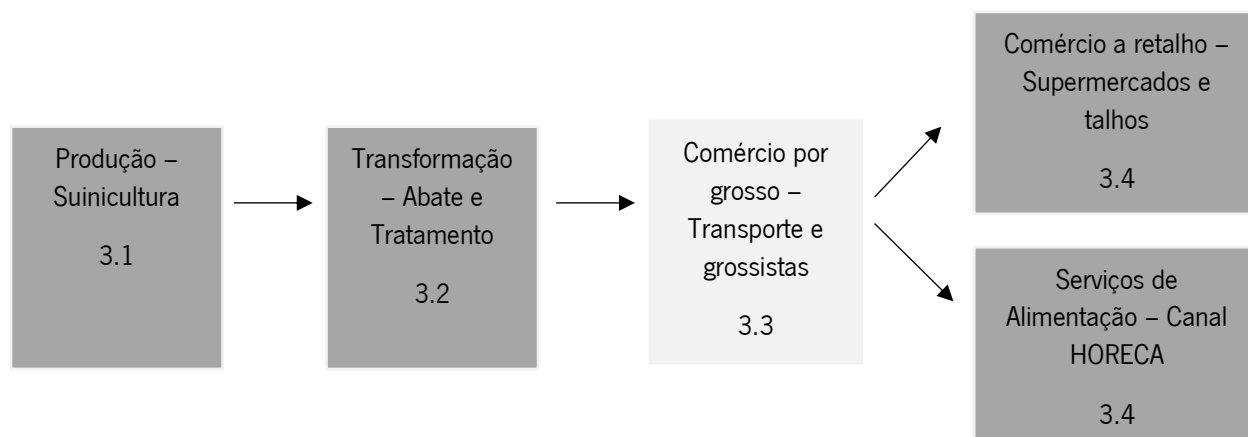 Produção –
Suinicultura
3.1
Transformação
– Abate e
Tratamento
3.2
Comércio por
grosso –
Transporte e
grossistas
3.3
Comércio a retalho –
Supermercados e
talhos
3.4
Serviços de
Alimentação – Canal
HORECA
3.4